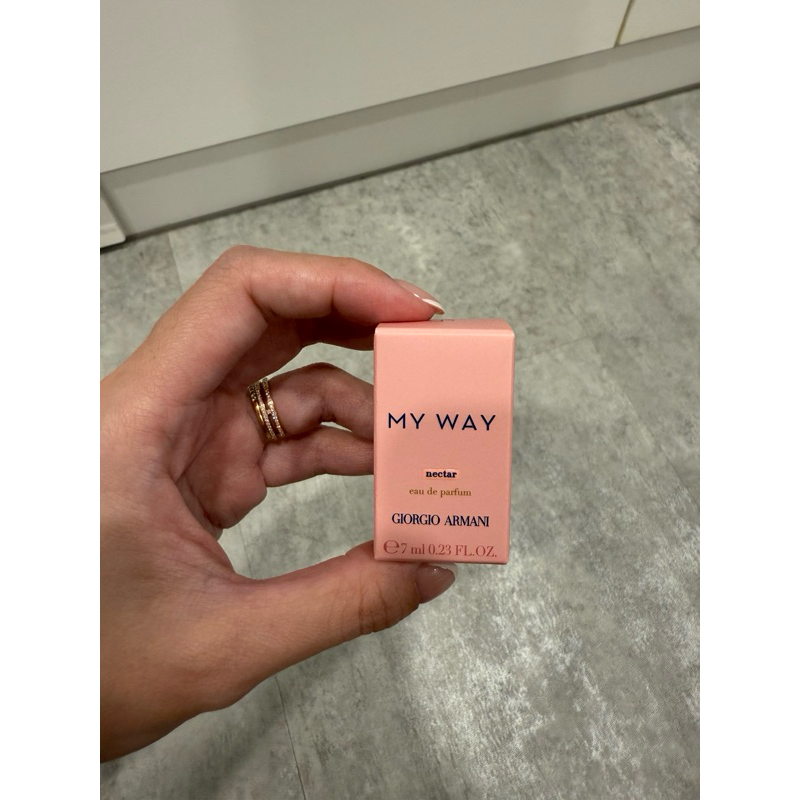 MY WAY
nectar
eau de parfum
GIORGIO ARMANI
℮7 ml 0.23 FL.OZ.